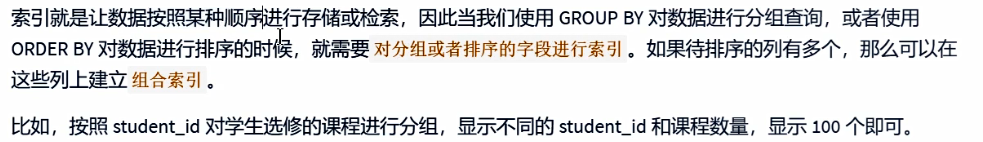 索引就是让数据按照某种顺序进行存储或检索，因此当我们使用 GROUP BY 对数据进行分组查询，或者使用
ORDER BY 对数据进行排序的时候，就需要 对分组或者排序的字段进行索引 。如果待排序的列有多个，那么可以在
这些列上建立 组合索引 。
比如，按照 student_id 对学生选修的课程进行分组，显示不同的 student_id 和课程数量，显示 100 个即可。